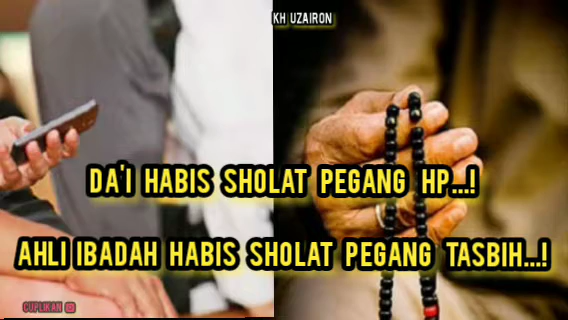 KH UZAIRON
DA'I HABIS SHOLAT PEGANG HP...!
AHLI IBADAH HABIS SHOLAT PEGANG TASBIH...!
CUPLIKAN